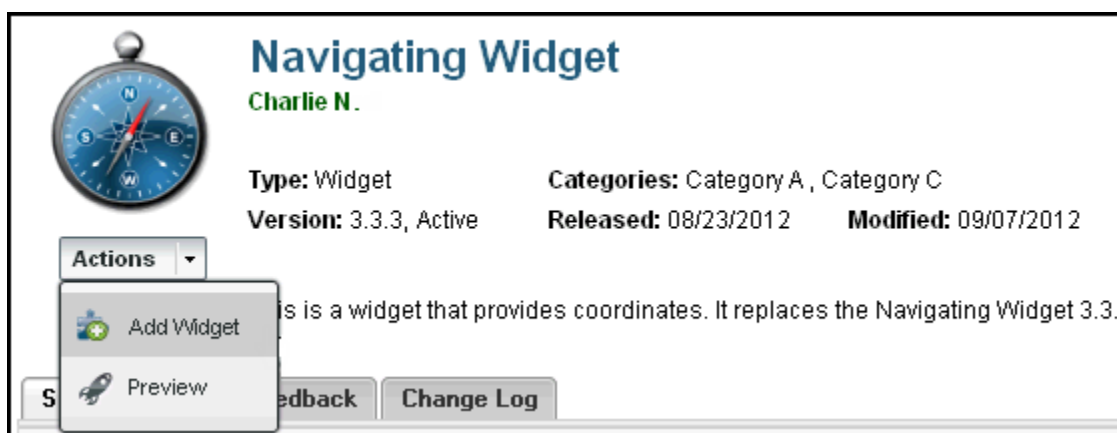 Navigating Widget
Charlie N.
N
S
E
W
Type: Widget Categories: Category A , Category C
Version: 3.3.3, Active Released: 08/23/2012 Modified: 09/07/2012
Actions
is is a widget that provides coordinates. It replaces the Navigating Widget 3.3.
Add Widget
Preview
Change Log